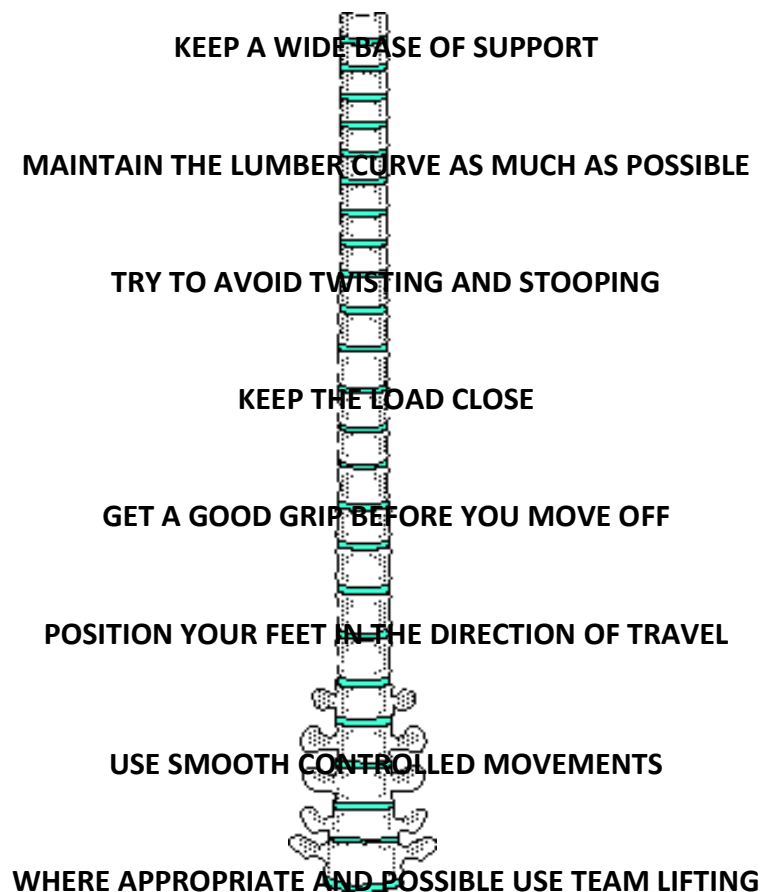 KEEP A WIDE BASE OF SUPPORT
MAINTAIN THE LUMBER CURVE AS MUCH AS POSSIBLE
TRY TO AVOID TWISTING AND STOOPING
KEEP THE LOAD CLOSE
GET A GOOD GRIP BEFORE YOU MOVE OFF
POSITION YOUR FEET IN THE DIRECTION OF TRAVEL
USE SMOOTH CONTROLLED MOVEMENTS
WHERE APPROPRIATE AND POSSIBLE USE TEAM LIFTING